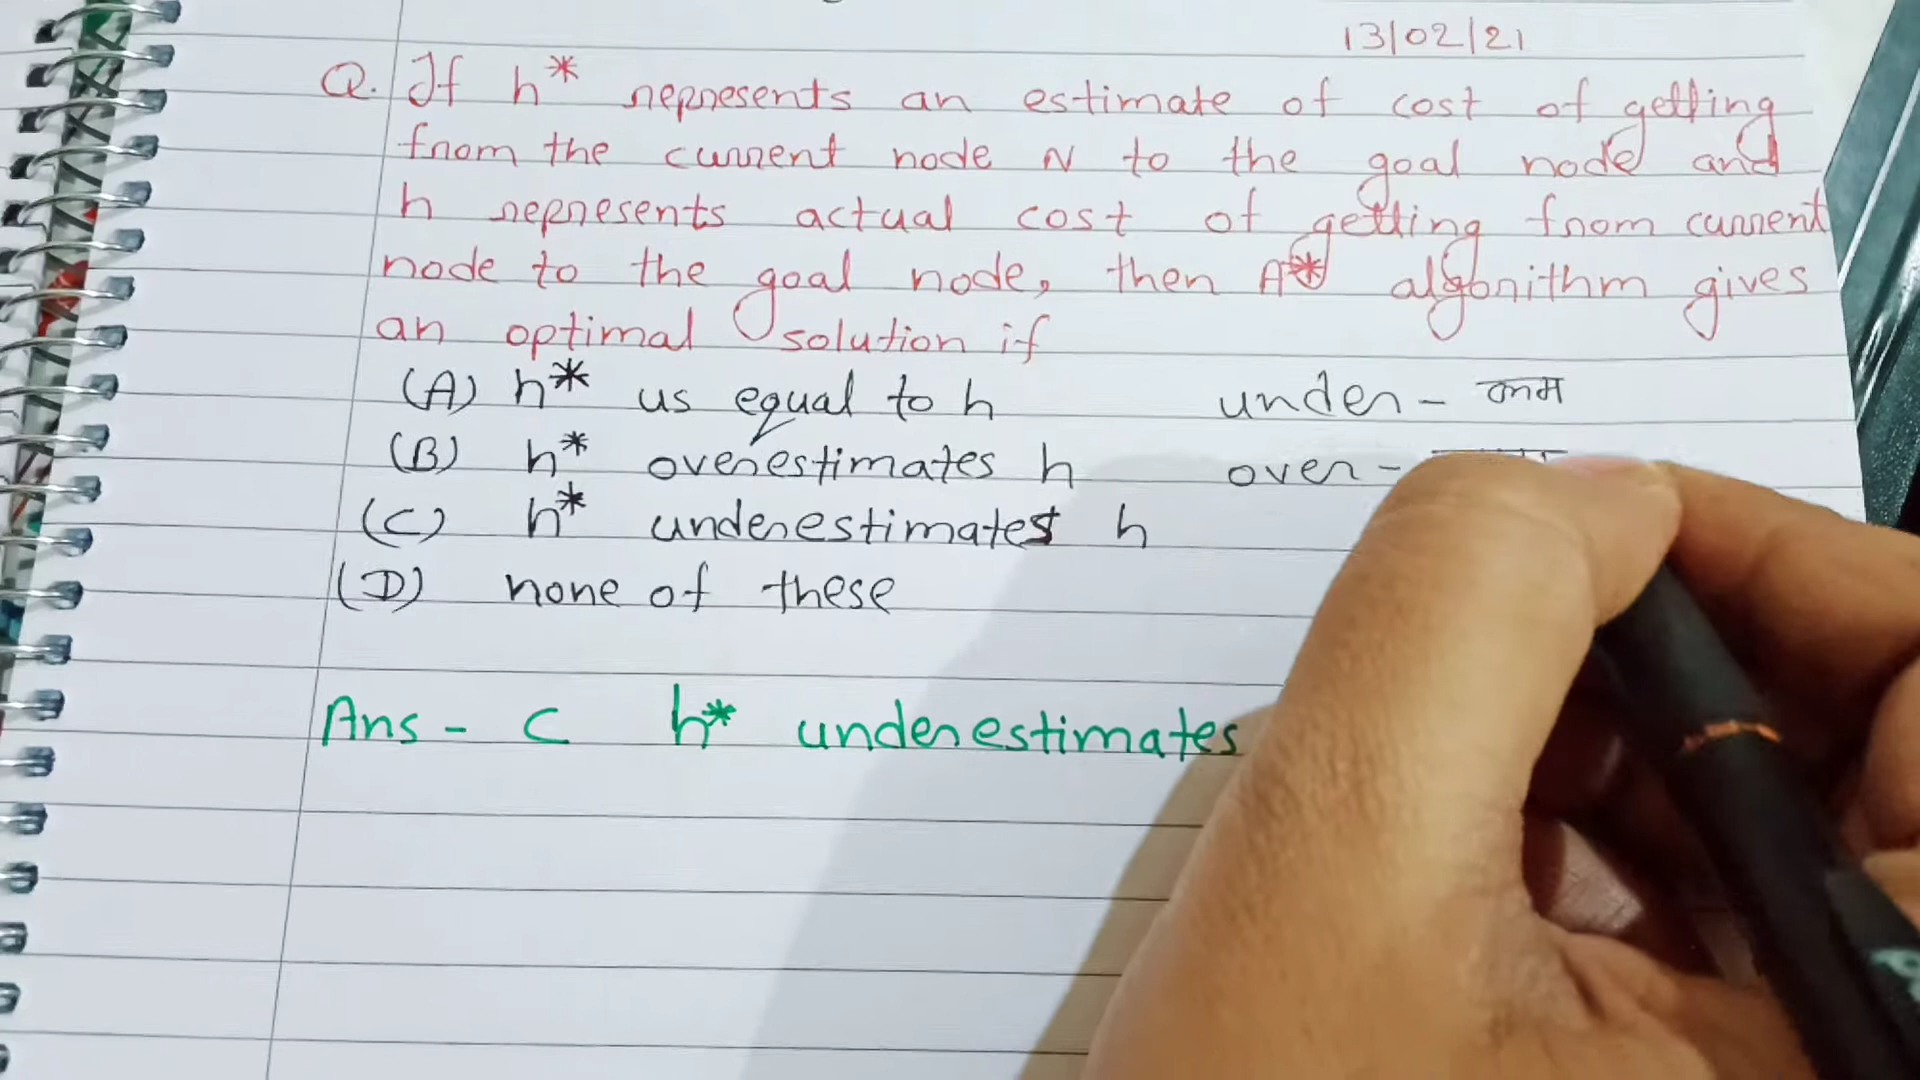 13/02/21
Q. If h* represents an estimate of cost of getting
from the current node N to the goal node and
h represents actual cost of getting from current
node to the goal node, then A* algorithm gives
an optimal solution if
(A) h* us equal to h under - कम
(B) h* overestimates h over -
(C) h* underestimates h
(D) none of these
Ans - C h* underestimates